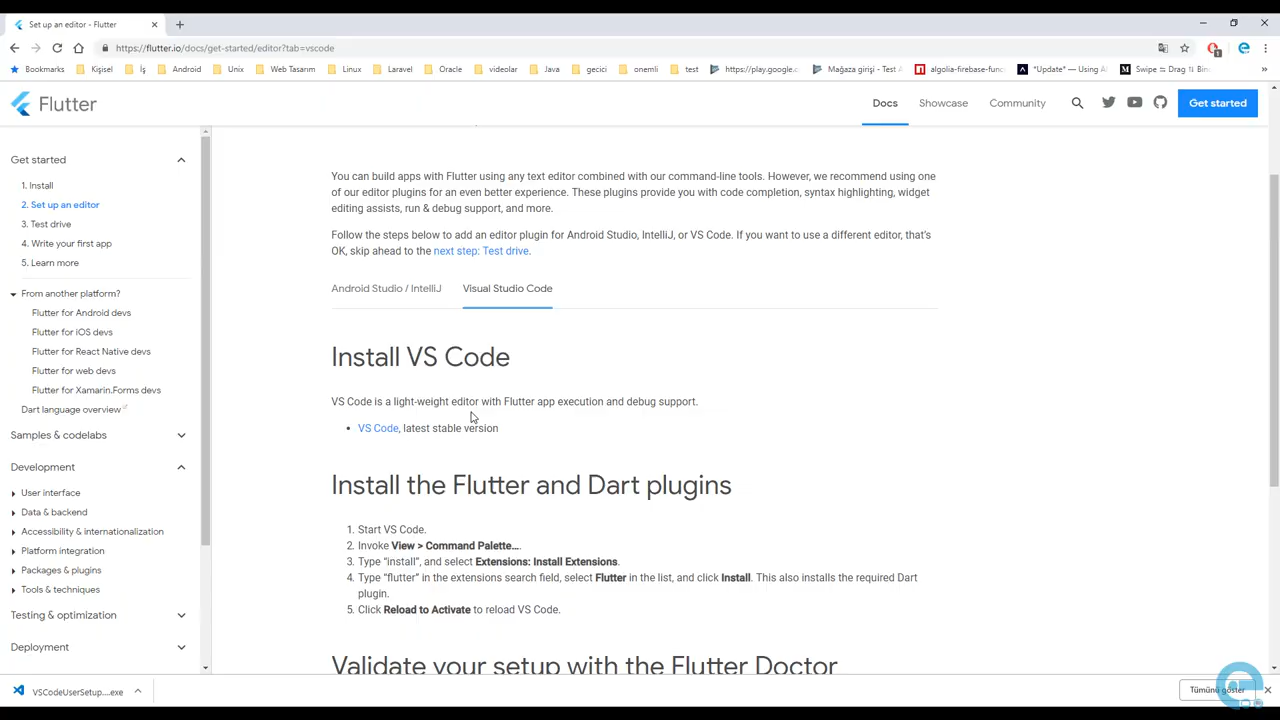 Set up an editor - Flutter
https://flutter.io/docs/get-started/editor?tab=vscode
Bookmarks Kişisel İş Android Unix Web Tasarım Linux Laravel Oracle videolar Java gecici onemli test https://play.google.c Mağaza girişi - Test A algolia-firebase-func *Update* — Using A Swipe
Flutter
Docs Showcase Community Get started
Get started
1. Install
2. Set up an editor
3. Test drive
4. Write your first app
5. Learn more
From another platform?
Flutter for Android devs
Flutter for iOS devs
Flutter for React Native devs
Flutter for web devs
Flutter for Xamarin.Forms devs
Dart language overview
Samples & codelabs
Development
User interface
Data & backend
Accessibility & internationalization
Platform integration
Packages & plugins
Tools & techniques
Testing & optimization
Deployment
You can build apps with Flutter using any text editor combined with our command-line tools. However, we recommend using one
of our editor plugins for an even better experience. These plugins provide you with code completion, syntax highlighting, widget
editing assists, run & debug support, and more.
Follow the steps below to add an editor plugin for Android Studio, IntelliJ, or VS Code. If you want to use a different editor, that's
OK, skip ahead to the next step: Test drive.
Android Studio / IntelliJ Visual Studio Code
Install VS Code
VS Code is a light-weight editor with Flutter app execution and debug support.
• VS Code, latest stable version
Install the Flutter and Dart plugins
1. Start VS Code.
2. Invoke View > Command Palette….
3. Type "install", and select Extensions: Install Extensions.
4. Type "flutter" in the extensions search field, select Flutter in the list, and click Install. This also installs the required Dart
plugin.
5. Click Reload to Activate to reload VS Code.
Validate your setup with the Flutter Doctor
VSCodeUserSetup....exe
Tümünü göster